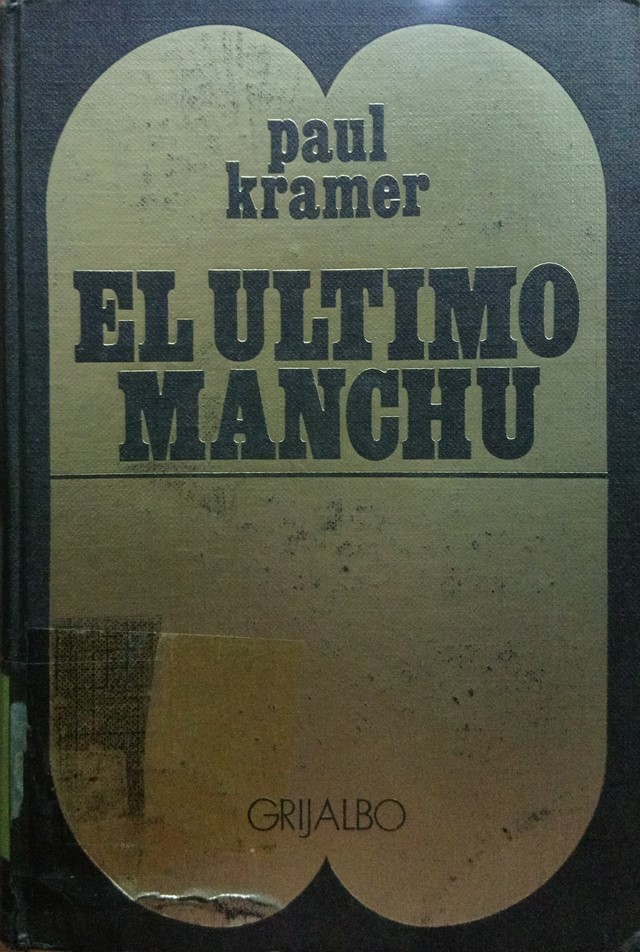 paul
kramer
EL ULTIMO
MANCHU
GRIJALBO